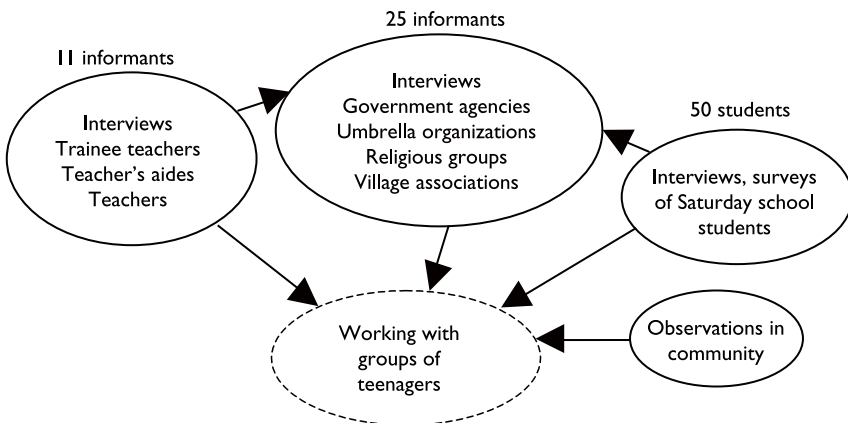 25 informants
11 informants
50 students
Interviews
Trainee teachers
Teacher's aides
Teachers
Interviews
Government agencies
Umbrella organizations
Religious groups
Village associations
Interviews, surveys
of Saturday school
students
Working with
groups of
teenagers
Observations in
community